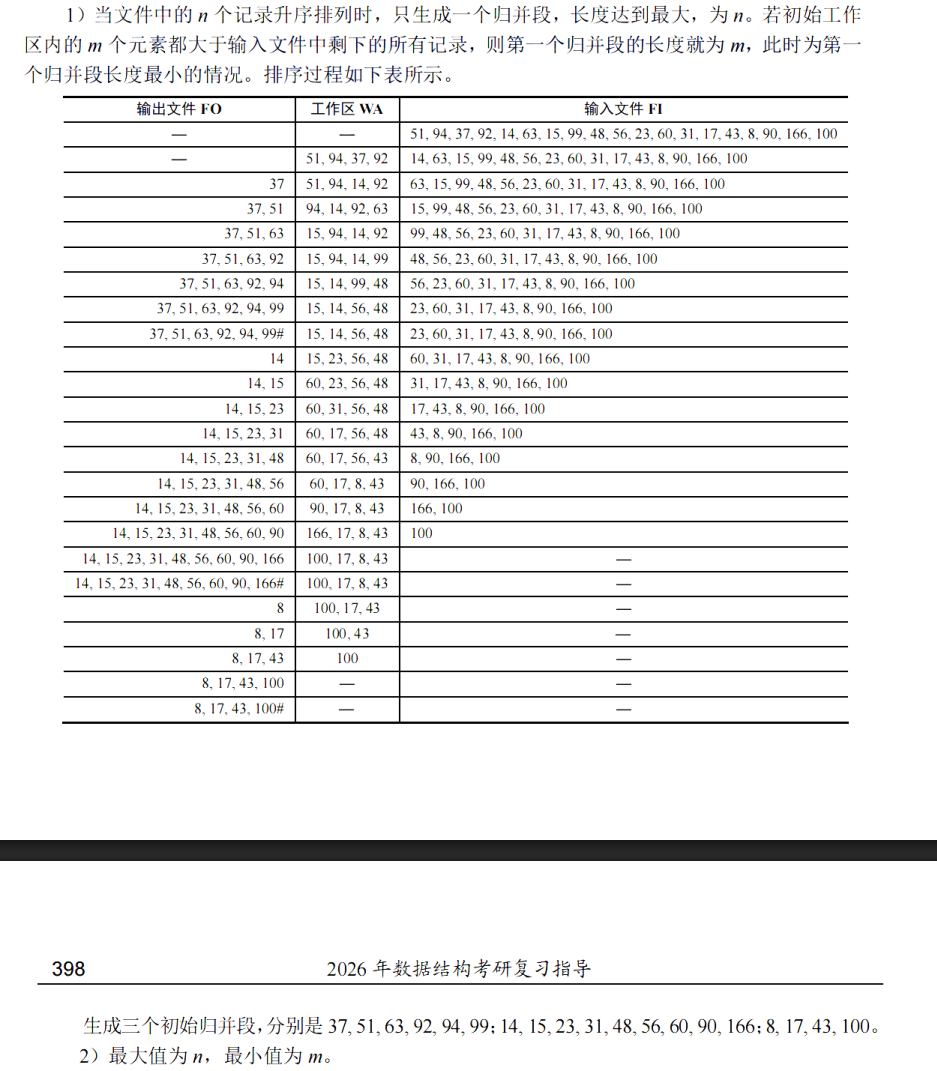 1）当文件中的 n 个记录升序排列时，只生成一个归并段，长度达到最大，为 n。若初始工作
区内的 m 个元素都大于输入文件中剩下的所有记录，则第一个归并段的长度就为 m，此时为第一
个归并段长度最小的情况。排序过程如下表所示。
输出文件 FO 工作区 WA 输入文件 FI
— — 51, 94, 37, 92, 14, 63, 15, 99, 48, 56, 23, 60, 31, 17, 43, 8, 90, 166, 100
— 51, 94, 37, 92 14, 63, 15, 99, 48, 56, 23, 60, 31, 17, 43, 8, 90, 166, 100
37 51, 94, 14, 92 63, 15, 99, 48, 56, 23, 60, 31, 17, 43, 8, 90, 166, 100
37, 51 94, 14, 92, 63 15, 99, 48, 56, 23, 60, 31, 17, 43, 8, 90, 166, 100
37, 51, 63 15, 94, 14, 92 99, 48, 56, 23, 60, 31, 17, 43, 8, 90, 166, 100
37, 51, 63, 92 15, 94, 14, 99 48, 56, 23, 60, 31, 17, 43, 8, 90, 166, 100
37, 51, 63, 92, 94 15, 14, 99, 48 56, 23, 60, 31, 17, 43, 8, 90, 166, 100
37, 51, 63, 92, 94, 99 15, 14, 56, 48 23, 60, 31, 17, 43, 8, 90, 166, 100
37, 51, 63, 92, 94, 99# 15, 14, 56, 48 23, 60, 31, 17, 43, 8, 90, 166, 100
14 15, 23, 56, 48 60, 31, 17, 43, 8, 90, 166, 100
14, 15 60, 23, 56, 48 31, 17, 43, 8, 90, 166, 100
14, 15, 23 60, 31, 56, 48 17, 43, 8, 90, 166, 100
14, 15, 23, 31 60, 17, 56, 48 43, 8, 90, 166, 100
14, 15, 23, 31, 48 60, 17, 56, 43 8, 90, 166, 100
14, 15, 23, 31, 48, 56 60, 17, 8, 43 90, 166, 100
14, 15, 23, 31, 48, 56, 60 90, 17, 8, 43 166, 100
14, 15, 23, 31, 48, 56, 60, 90 166, 17, 8, 43 100
14, 15, 23, 31, 48, 56, 60, 90, 166 100, 17, 8, 43 —
14, 15, 23, 31, 48, 56, 60, 90, 166# 100, 17, 8, 43 —
8 100, 17, 43 —
8, 17 100, 43 —
8, 17, 43 100 —
8, 17, 43, 100 — —
8, 17, 43, 100# — —
398 2026 年数据结构考研复习指导
生成三个初始归并段，分别是 37, 51, 63, 92, 94, 99；14, 15, 23, 31, 48, 56, 60, 90, 166；8, 17, 43, 100。
2）最大值为 n，最小值为 m。